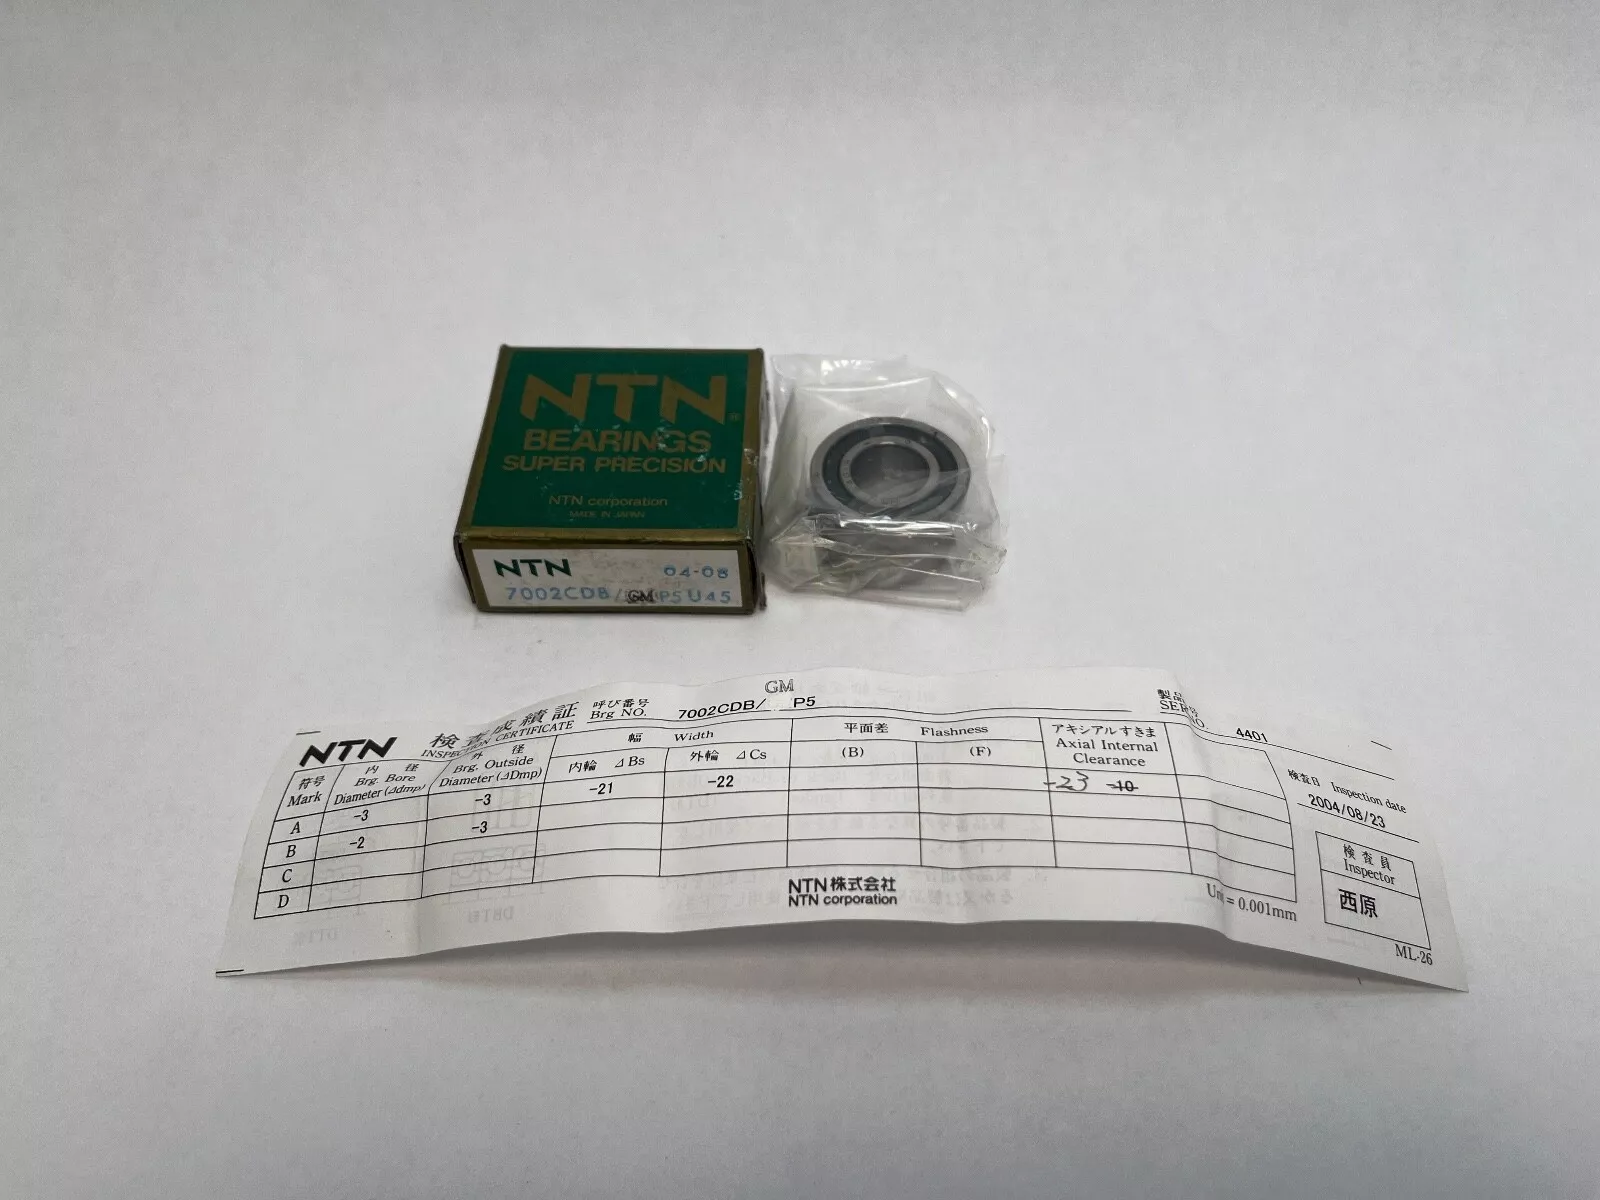 NTN®
BEARINGS
SUPER PRECISION
NTN corporation
MADE IN JAPAN
NTN 04-08
7002CDB/GM P5 U45
GM
NTN 検査成績証 呼び番号 7002CDB/ P5 製品
INSPECTION CERTIFICATE Brg NO. NO. 4401
符号 内径 外径 幅 Width 平面差 Flashness アキシアルすきま
Mark Brg. Bore Brg. Outside 内輪 ΔBs 外輪 ΔCs (B) (F) Axial Internal
Diameter (Δdmp) Diameter (ΔDmp) Clearance
A -3 -3 -21 -22 -23 -10
B -2 -3
C
D
検査日 Inspection date
2004/08/23
検査員
Inspector
西原
NTN株式会社
NTN corporation
Unit = 0.001mm
ML-26